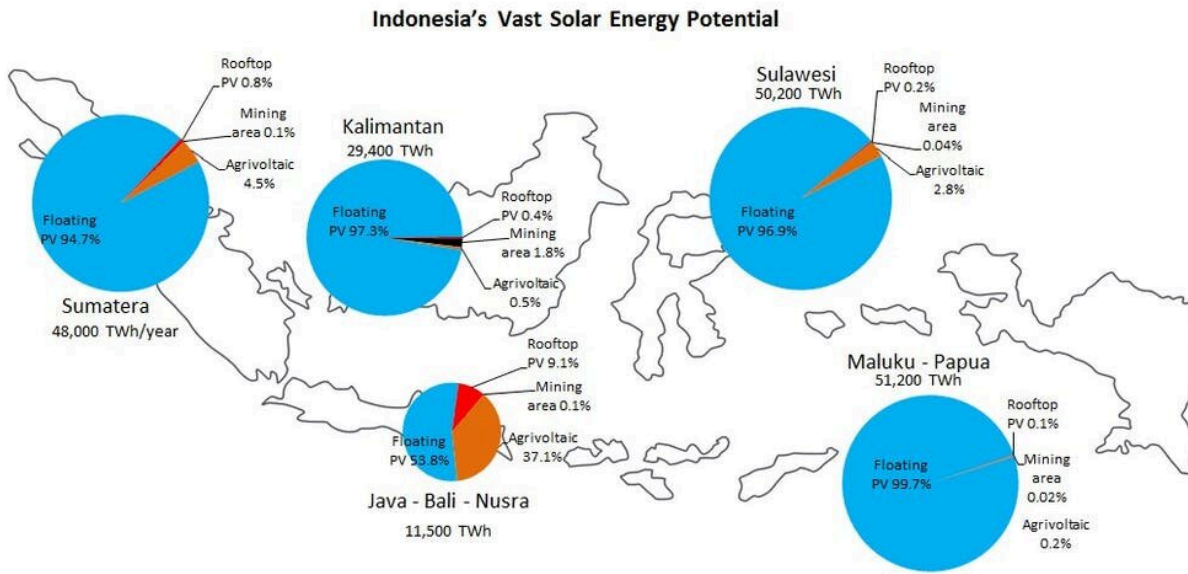 Indonesia's Vast Solar Energy Potential
Rooftop
PV 0.8%
Mining
area 0.1%
Agrivoltaic
4.5%
Floating
PV 94.7%
Sumatera
48,000 TWh/year
Kalimantan
29,400 TWh
Floating
PV 97.3%
Rooftop
PV 0.4%
Mining
area 1.8%
Agrivoltaic
0.5%
Sulawesi
50,200 TWh
Rooftop
PV 0.2%
Mining
area
0.04%
Agrivoltaic
2.8%
Floating
PV 96.9%
Rooftop
PV 9.1%
Mining
area 0.1%
Agrivoltaic
37.1%
Floating
PV 53.8%
Java - Bali - Nusra
11,500 TWh
Maluku - Papua
51,200 TWh
Rooftop
PV 0.1%
Mining
area
0.02%
Agrivoltaic
0.2%
Floating
PV 99.7%